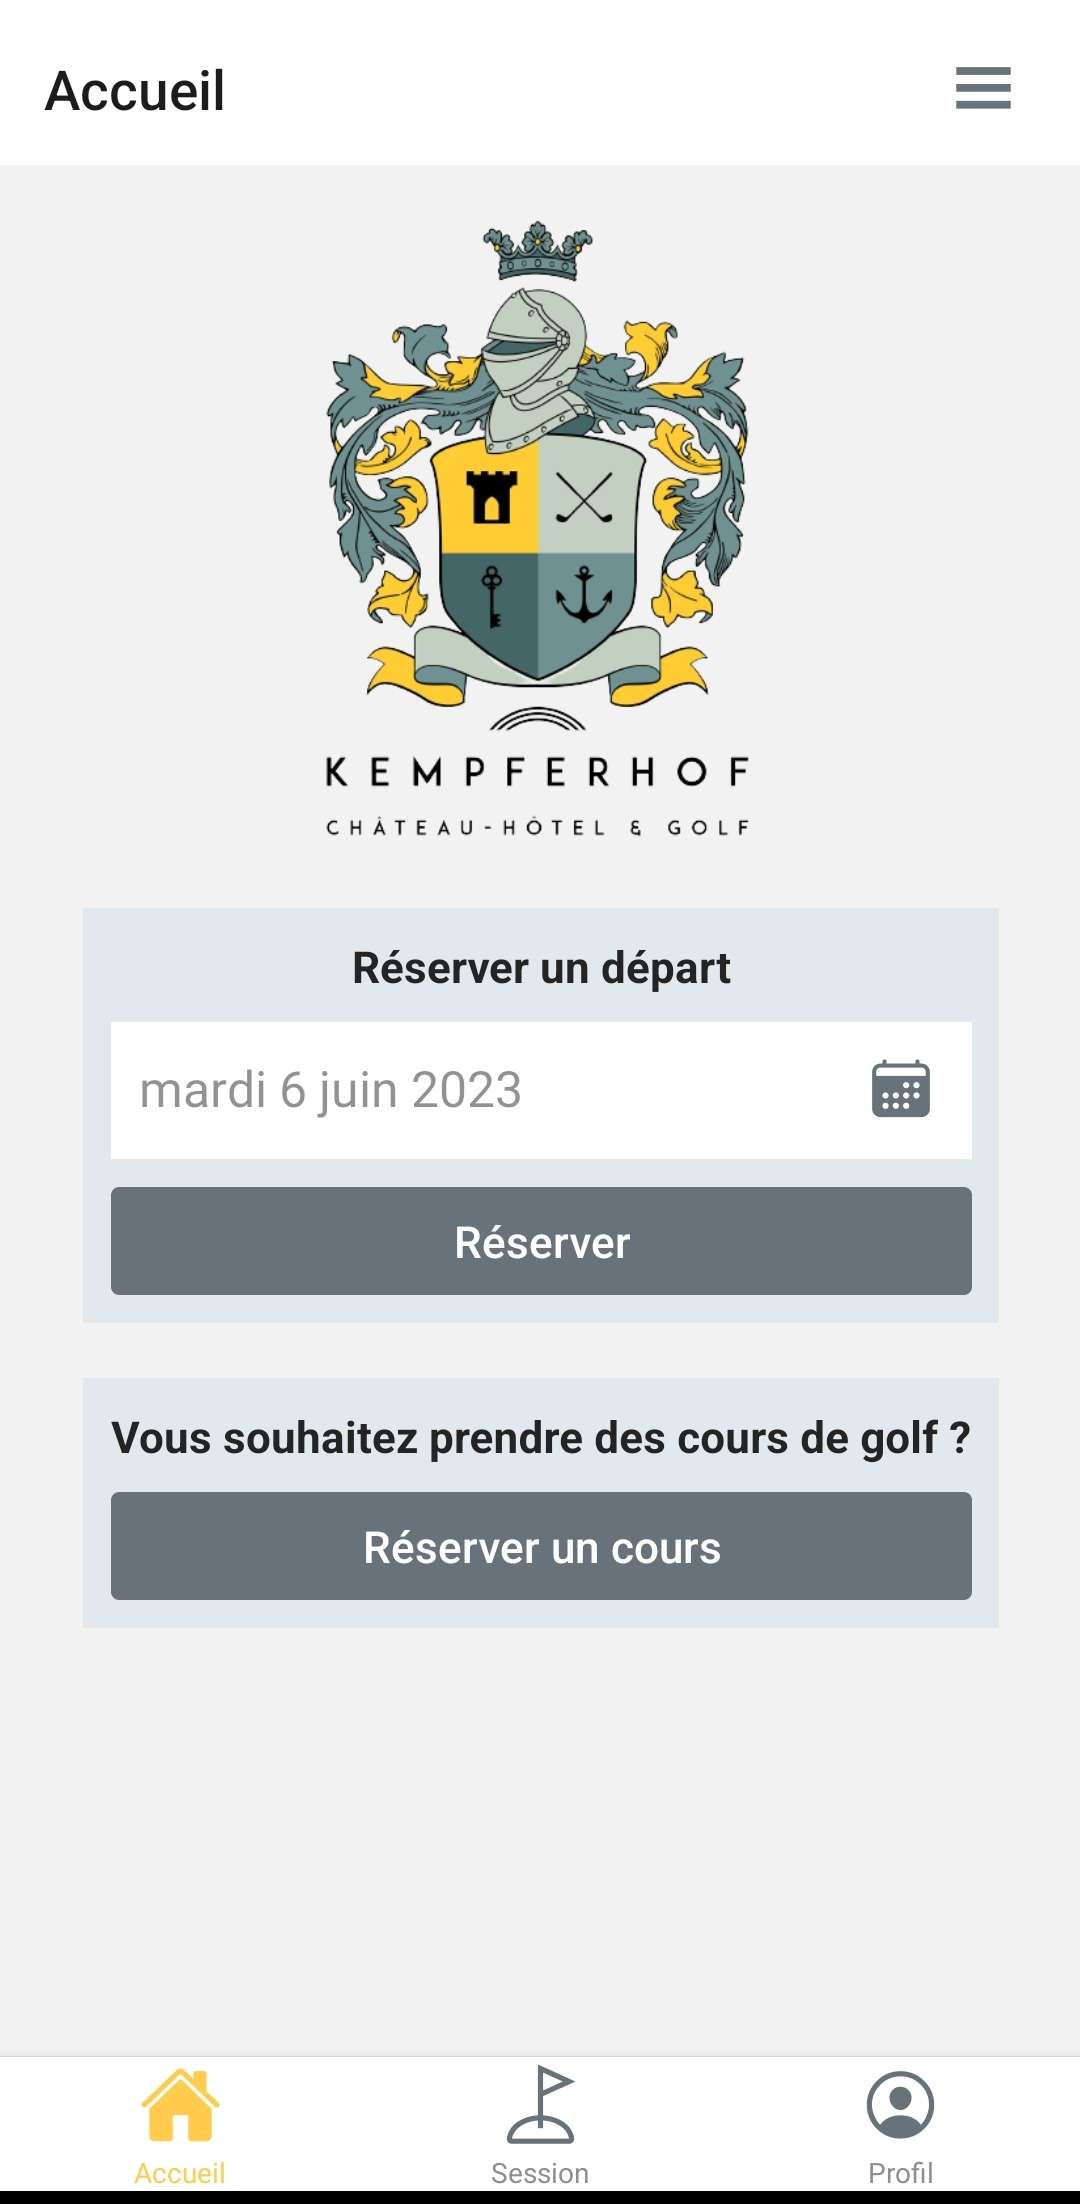 Accueil
KEMPFERHOF
CHÂTEAU-HÔTEL & GOLF
Réserver un départ
mardi 6 juin 2023
Réserver
Vous souhaitez prendre des cours de golf ?
Réserver un cours
Accueil
Session
Profil